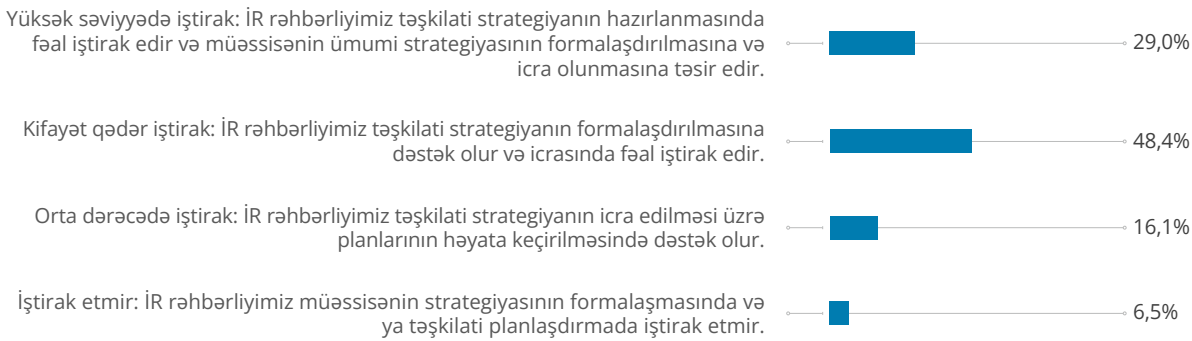 Yüksək səviyyədə iştirak: İR rəhbərliyimiz təşkilati strategiyanın hazırlanmasında
fəal iştirak edir və müəssisənin ümumi strategiyasının formalaşdırılmasına və
icra olunmasına təsir edir.
29,0%
Kifayət qədər iştirak: İR rəhbərliyimiz təşkilati strategiyanın formalaşdırılmasına
dəstək olur və icrasında fəal iştirak edir.
48,4%
Orta dərəcədə iştirak: İR rəhbərliyimiz təşkilati strategiyanın icra edilməsi üzrə
planlarının həyata keçirilməsində dəstək olur.
16,1%
İştirak etmir: İR rəhbərliyimiz müəssisənin strategiyasının formalaşmasında və
ya təşkilati planlaşdırmada iştirak etmir.
6,5%